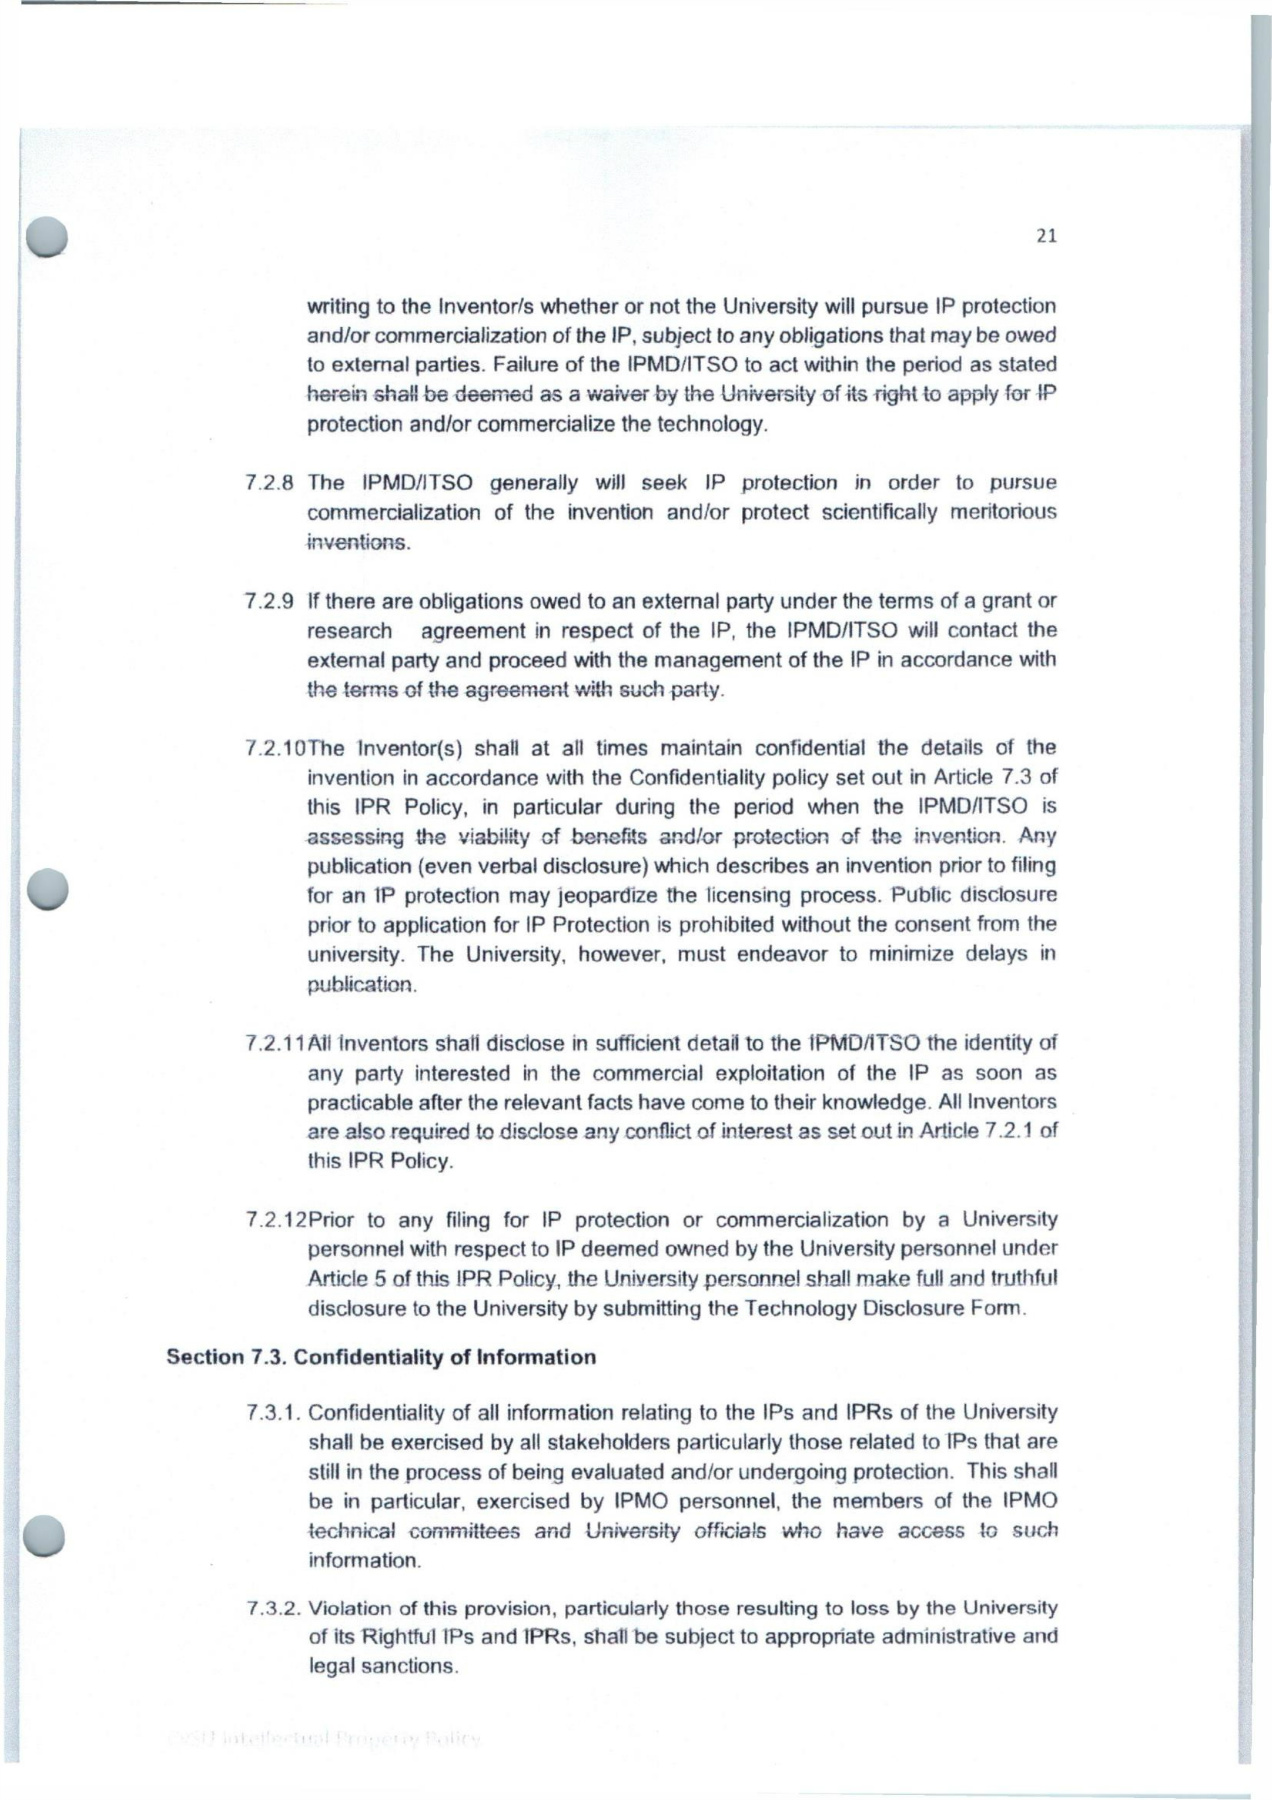 21
writing to the Inventor/s whether or not the University will pursue IP protection
and/or commercialization of the IP, subject to any obligations that may be owed
to external parties. Failure of the IPMD/ITSO to act within the period as stated
herein shall be deemed as a waiver by the University of its right to apply for IP
protection and/or commercialize the technology.
7.2.8 The IPMD/ITSO generally will seek IP protection in order to pursue
commercialization of the invention and/or protect scientifically meritorious
inventions.
7.2.9 If there are obligations owed to an external party under the terms of a grant or
research agreement in respect of the IP, the IPMD/ITSO will contact the
external party and proceed with the management of the IP in accordance with
the terms of the agreement with such party.
7.2.10The Inventor(s) shall at all times maintain confidential the details of the
invention in accordance with the Confidentiality policy set out in Article 7.3 of
this IPR Policy, in particular during the period when the IPMD/ITSO is
assessing the viability of benefits and/or protection of the invention. Any
publication (even verbal disclosure) which describes an invention prior to filing
for an IP protection may jeopardize the licensing process. Public disclosure
prior to application for IP Protection is prohibited without the consent from the
university. The University, however, must endeavor to minimize delays in
publication.
7.2.11All Inventors shall disclose in sufficient detail to the IPMD/ITSO the identity of
any party interested in the commercial exploitation of the IP as soon as
practicable after the relevant facts have come to their knowledge. All Inventors
are also required to disclose any conflict of interest as set out in Article 7.2.1 of
this IPR Policy.
7.2.12Prior to any filing for IP protection or commercialization by a University
personnel with respect to IP deemed owned by the University personnel under
Article 5 of this IPR Policy, the University personnel shall make full and truthful
disclosure to the University by submitting the Technology Disclosure Form.
Section 7.3. Confidentiality of Information
7.3.1. Confidentiality of all information relating to the IPs and IPRs of the University
shall be exercised by all stakeholders particularly those related to IPs that are
still in the process of being evaluated and/or undergoing protection. This shall
be in particular, exercised by IPMO personnel, the members of the IPMO
technical committees and University officials who have access to such
information.
7.3.2. Violation of this provision, particularly those resulting to loss by the University
of its Rightful IPs and IPRs, shall be subject to appropriate administrative and
legal sanctions.
Intellectual Property Policy